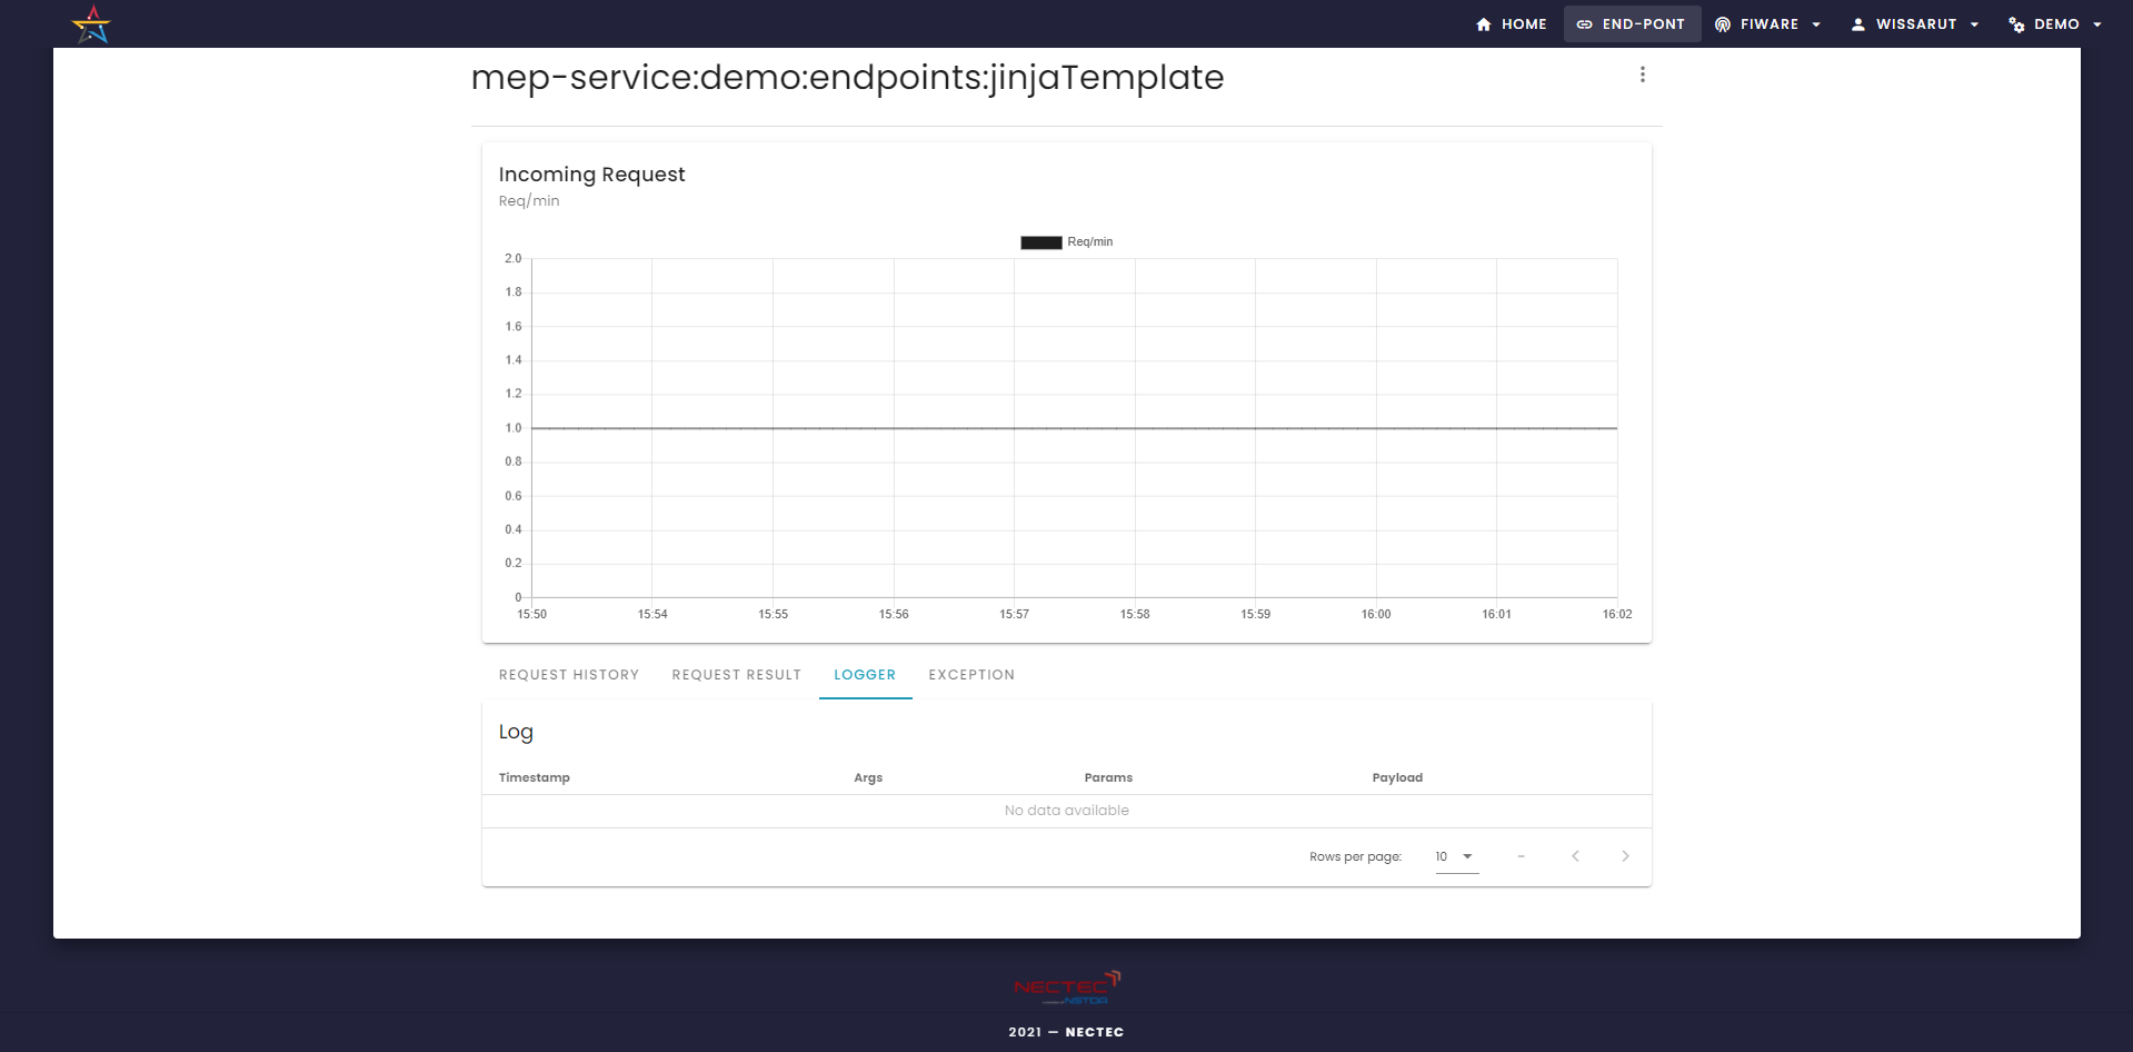 HOME END-PONT FIWARE WISSARUT DEMO
mep-service:demo:endpoints:jinjaTemplate
Incoming Request
Req/min
Req/min
2.0
1.8
1.6
1.4
1.2
1.0
0.8
0.6
0.4
0.2
0
15:50 15:54 15:55 15:56 15:57 15:58 15:59 16:00 16:01 16:02
REQUEST HISTORY REQUEST RESULT LOGGER EXCEPTION
Log
Timestamp Args Params Payload
No data available
Rows per page: 10 –
NECTEC
NSTDA
2021 — NECTEC